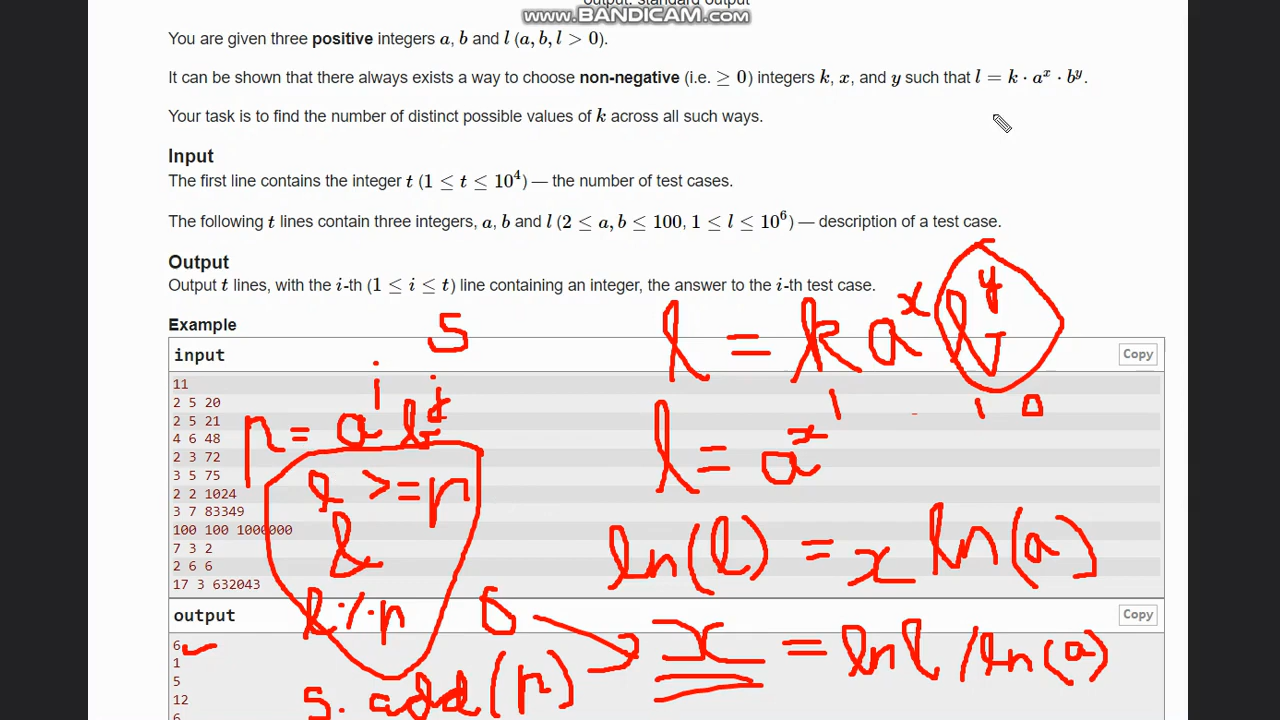 output: standard output
www.BANDICAM.com
You are given three positive integers a, b and l (a, b, l > 0).
It can be shown that there always exists a way to choose non-negative (i.e. ≥ 0) integers k, x, and y such that l = k · a^x · b^y.
Your task is to find the number of distinct possible values of k across all such ways.
Input
The first line contains the integer t (1 ≤ t ≤ 10^4) — the number of test cases.
The following t lines contain three integers, a, b and l (2 ≤ a, b ≤ 100, 1 ≤ l ≤ 10^6) — description of a test case.
Output
Output t lines, with the i-th (1 ≤ i ≤ t) line containing an integer, the answer to the i-th test case.
Example
input
Copy
11
2 5 20
2 5 21
4 6 48
2 3 72
3 5 75
2 2 1024
3 7 83349
100 100 1000000
7 3 2
2 6 6
17 3 632043
output
Copy
6
1
5
12
6
l = k a^x b^y
1 1 0
l = a^x
ln(l) = x ln(a)
x = ln l / ln(a)
r = a^i b^j
l >= r
&
l % r
s.add(r)